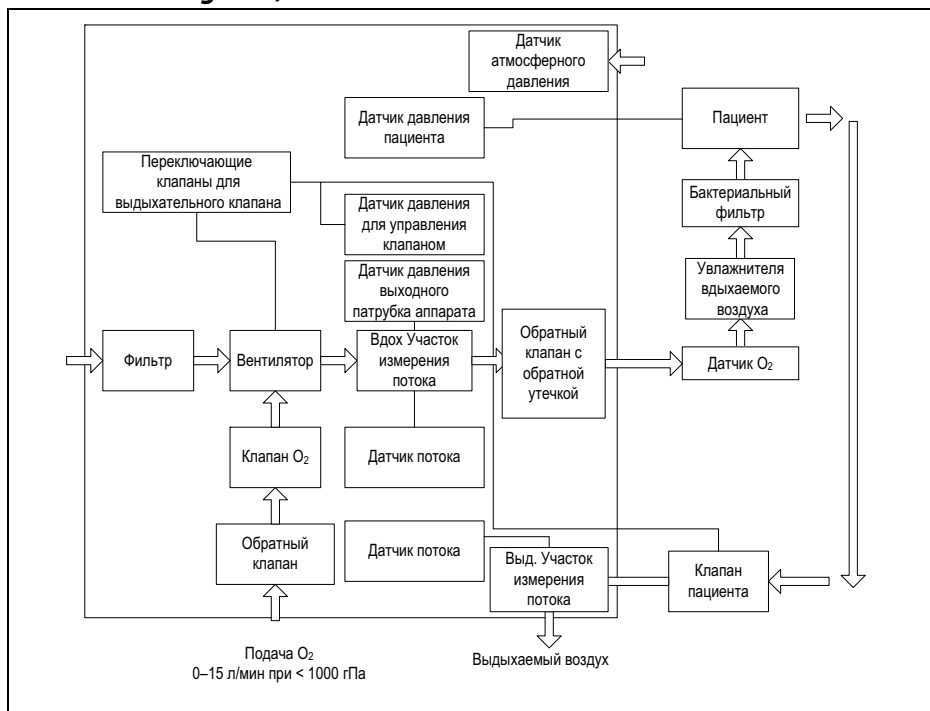 Датчик
атмосферного
давления
Датчик давления
пациента
Пациент
Переключающие
клапаны для
выдыхательного клапана
Датчик давления
для управления
клапаном
Бактериальный
фильтр
Датчик давления
выходного
патрубка аппарата
Увлажнителя
вдыхаемого
воздуха
Фильтр
Вентилятор
Вдох Участок
измерения
потока
Обратный
клапан с
обратной
утечкой
Датчик O₂
Клапан O₂
Датчик потока
Обратный
клапан
Датчик потока
Выд. Участок
измерения
потока
Клапан
пациента
Подача O₂
0–15 л/мин при < 1000 гПа
Выдыхаемый воздух